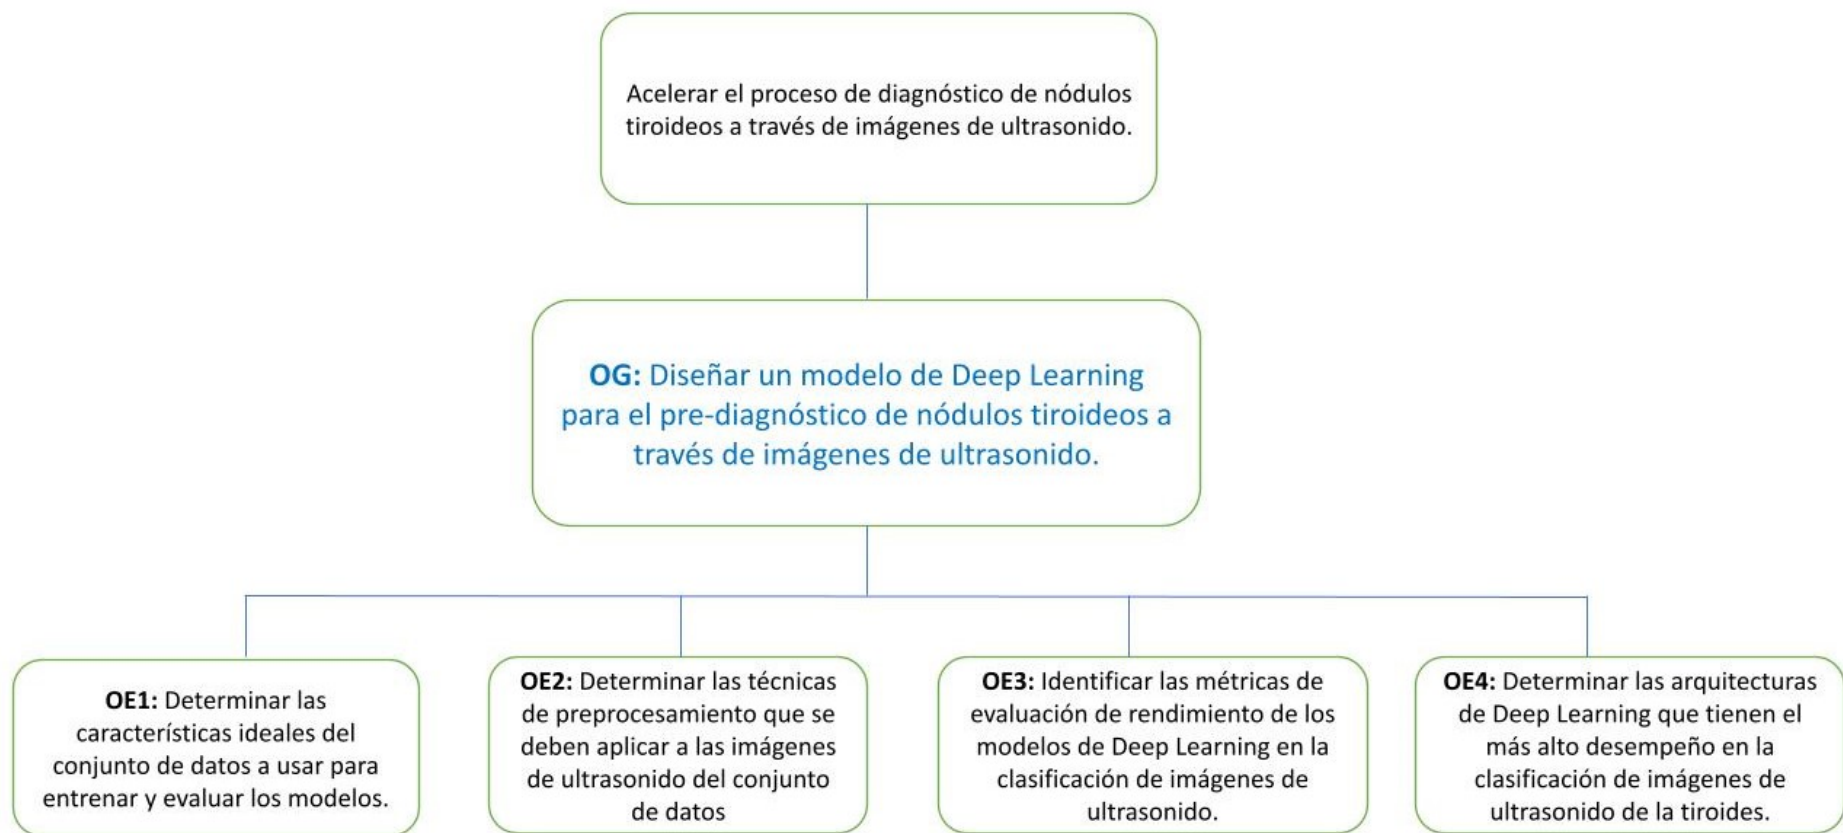 Acelerar el proceso de diagnóstico de nódulos
tiroideos a través de imágenes de ultrasonido.
OG: Diseñar un modelo de Deep Learning
para el pre-diagnóstico de nódulos tiroideos a
través de imágenes de ultrasonido.
OE1: Determinar las
características ideales del
conjunto de datos a usar para
entrenar y evaluar los modelos.
OE2: Determinar las técnicas
de preprocesamiento que se
deben aplicar a las imágenes
de ultrasonido del conjunto
de datos
OE3: Identificar las métricas de
evaluación de rendimiento de los
modelos de Deep Learning en la
clasificación de imágenes de
ultrasonido.
OE4: Determinar las arquitecturas
de Deep Learning que tienen el
más alto desempeño en la
clasificación de imágenes de
ultrasonido de la tiroides.